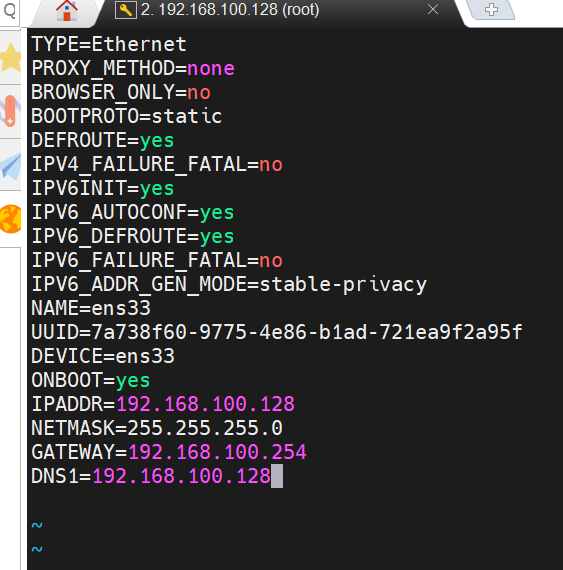 2. 192.168.100.128 (root)
TYPE=Ethernet
PROXY_METHOD=none
BROWSER_ONLY=no
BOOTPROTO=static
DEFROUTE=yes
IPV4_FAILURE_FATAL=no
IPV6INIT=yes
IPV6_AUTOCONF=yes
IPV6_DEFROUTE=yes
IPV6_FAILURE_FATAL=no
IPV6_ADDR_GEN_MODE=stable-privacy
NAME=ens33
UUID=7a738f60-9775-4e86-b1ad-721ea9f2a95f
DEVICE=ens33
ONBOOT=yes
IPADDR=192.168.100.128
NETMASK=255.255.255.0
GATEWAY=192.168.100.254
DNS1=192.168.100.128
~
~